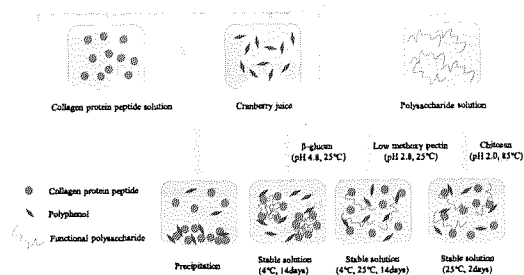 Collagen protein peptide solution
Cranberry juice
Polysaccharide solution
β-glucan
(pH 4.8, 25℃)
Low methoxy pectin
(pH 2.8, 25℃)
Chitosan
(pH 2.0, 85℃)
Collagen protein peptide
Polyphenol
Functional polysaccharide
Precipitation
Stable solution
(4℃, 14days)
Stable solution
(4℃, 25℃, 14days)
Stable solution
(25℃, 2days)